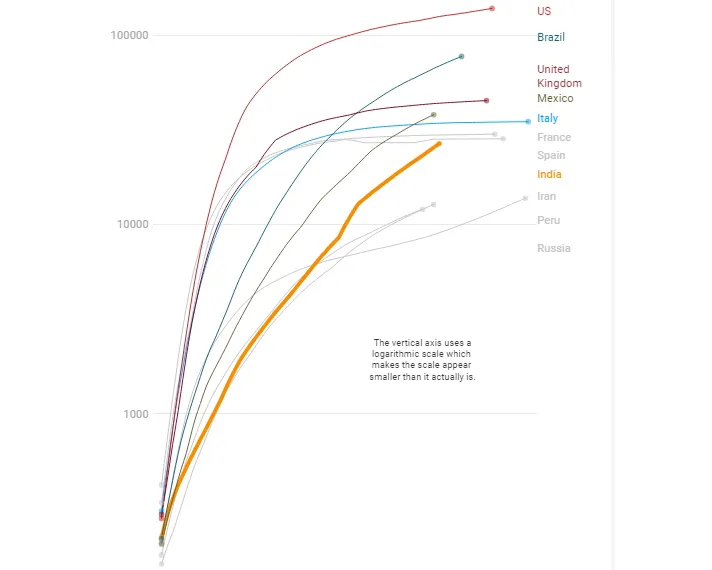 100000
10000
1000
US
Brazil
United
Kingdom
Mexico
Italy
France
Spain
India
Iran
Peru
Russia
The vertical axis uses a
logarithmic scale which
makes the scale appear
smaller than it actually is.